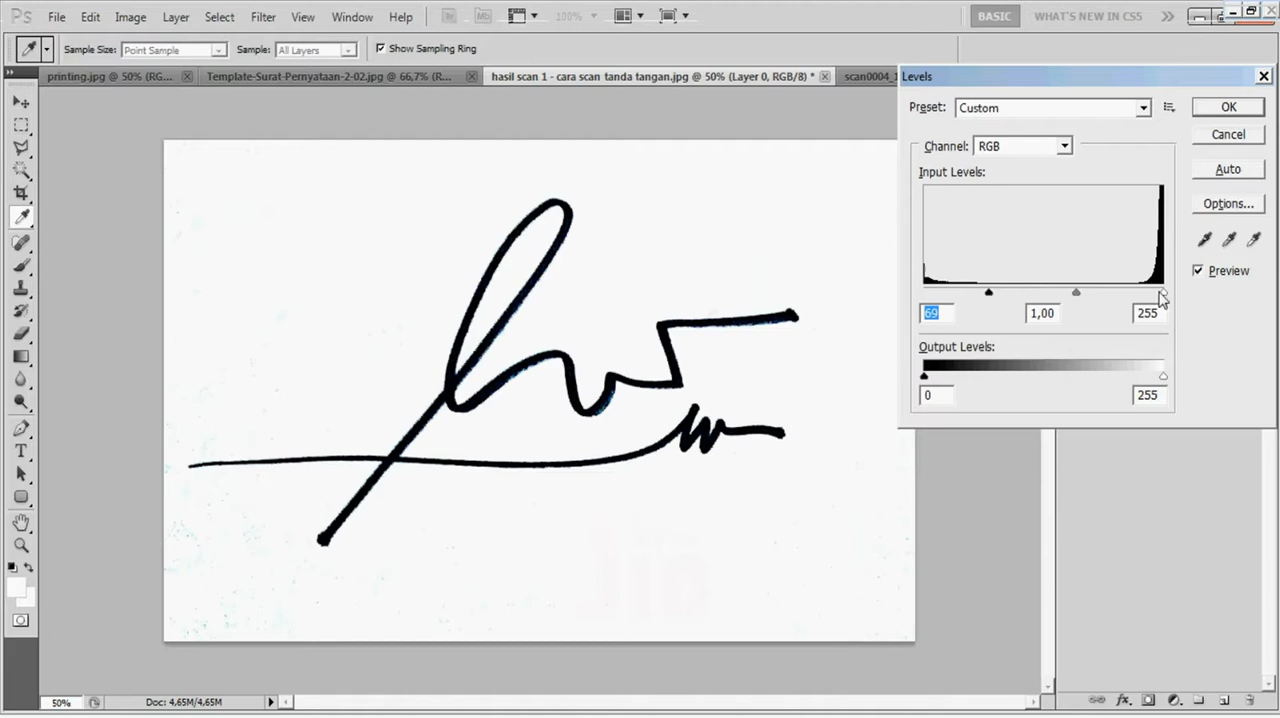 Ps File Edit Image Layer Select Filter View Window Help Br Mb 100% BASIC WHAT'S NEW IN CS5
Sample Size: Point Sample Sample: All Layers Show Sampling Ring
printing.jpg @ 50% (RG... Template-Surat-Pernyataan-2-02.jpg @ 66,7% (R... hasil scan 1 - cara scan tanda tangan.jpg @ 50% (Layer 0, RGB/8) * scan0004_1
Levels
Preset: Custom OK
Cancel
Channel: RGB
Auto
Input Levels:
Options...
Preview
69 1,00 255
Output Levels:
0 255
T
50% Doc: 4,65M/4,65M
fx